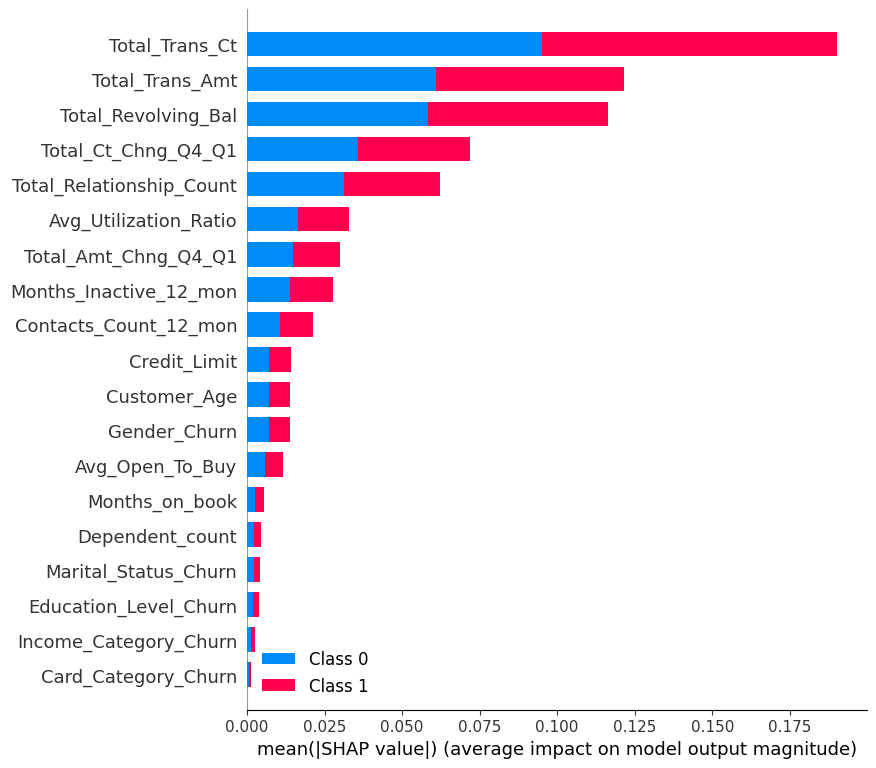 Total_Trans_Ct
Total_Trans_Amt
Total_Revolving_Bal
Total_Ct_Chng_Q4_Q1
Total_Relationship_Count
Avg_Utilization_Ratio
Total_Amt_Chng_Q4_Q1
Months_Inactive_12_mon
Contacts_Count_12_mon
Credit_Limit
Customer_Age
Gender_Churn
Avg_Open_To_Buy
Months_on_book
Dependent_count
Marital_Status_Churn
Education_Level_Churn
Income_Category_Churn
Card_Category_Churn
Class 0
Class 1
0.000 0.025 0.050 0.075 0.100 0.125 0.150 0.175
mean(|SHAP value|) (average impact on model output magnitude)